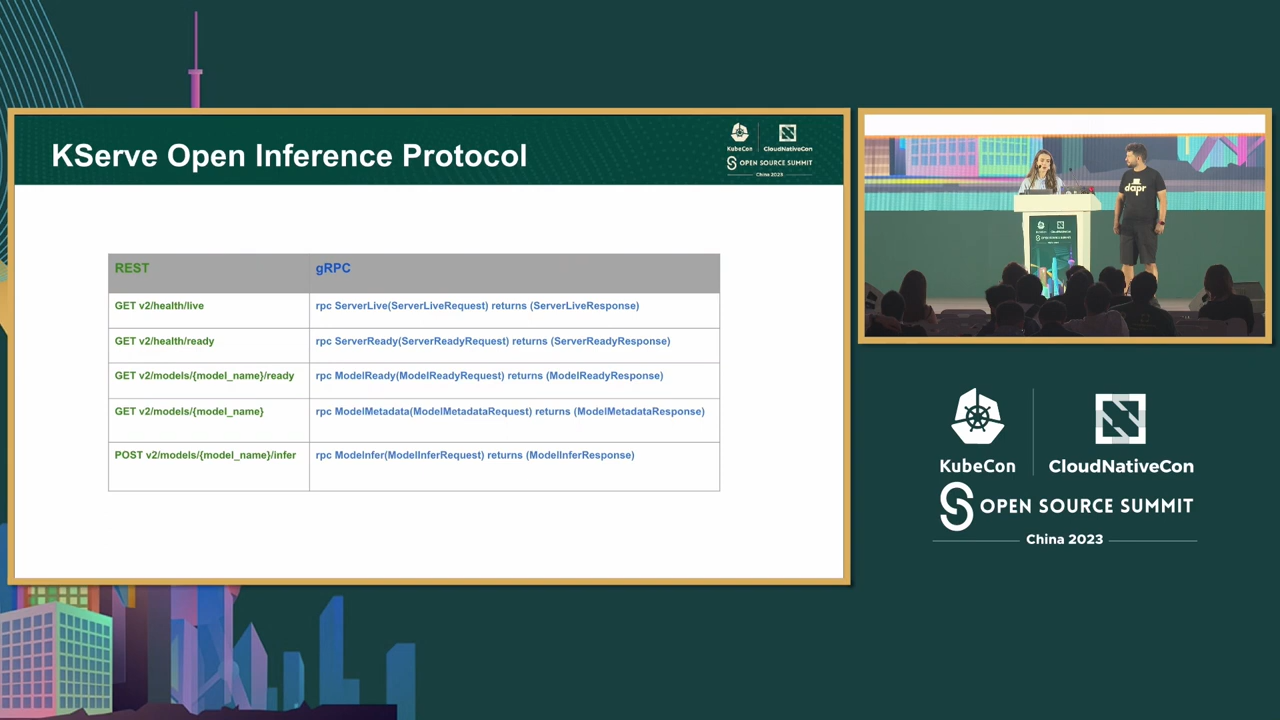 KServe Open Inference Protocol
KubeCon
CloudNativeCon
OPEN SOURCE SUMMIT
China 2023
REST
gRPC
GET v2/health/live
rpc ServerLive(ServerLiveRequest) returns (ServerLiveResponse)
GET v2/health/ready
rpc ServerReady(ServerReadyRequest) returns (ServerReadyResponse)
GET v2/models/{model_name}/ready
rpc ModelReady(ModelReadyRequest) returns (ModelReadyResponse)
GET v2/models/{model_name}
rpc ModelMetadata(ModelMetadataRequest) returns (ModelMetadataResponse)
POST v2/models/{model_name}/infer
rpc ModeInfer(ModelInferRequest) returns (ModelInferResponse)
dapr
KubeCon
CloudNativeCon
OPEN SOURCE SUMMIT
China 2023